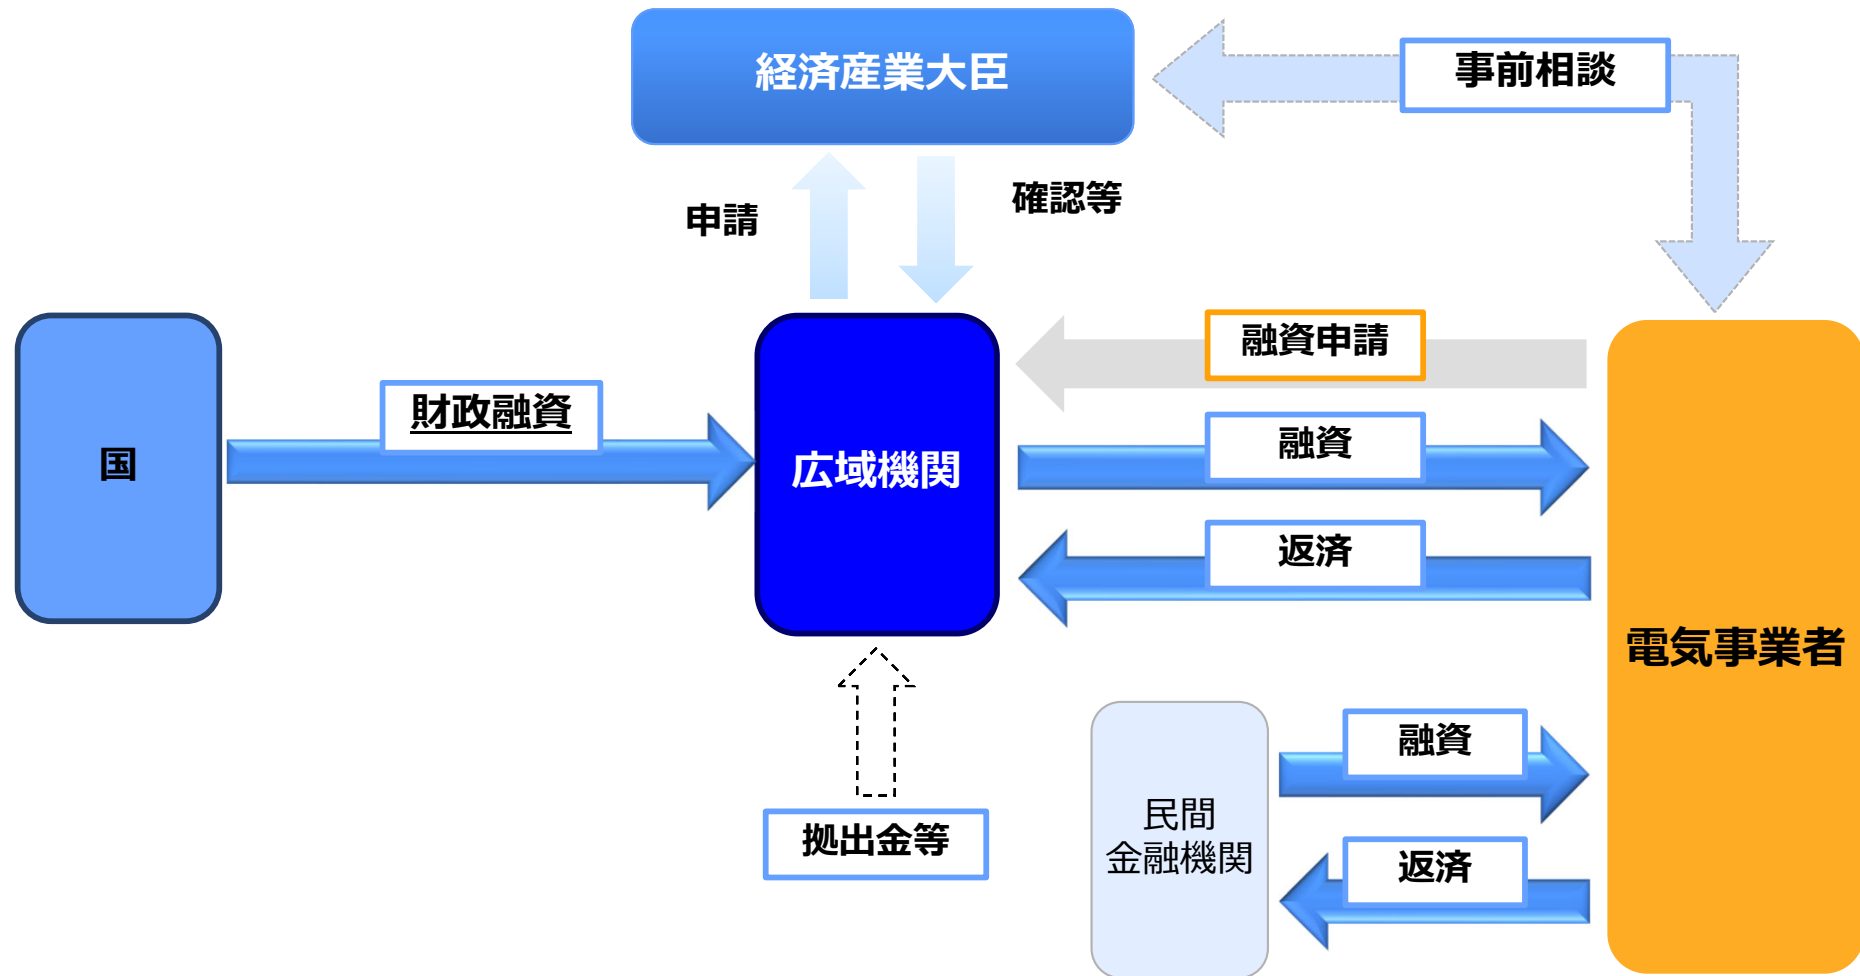 経済産業大臣
事前相談
申請
確認等
国
財政融資
広域機関
融資申請
融資
返済
電気事業者
拠出金等
民間
金融機関
融資
返済